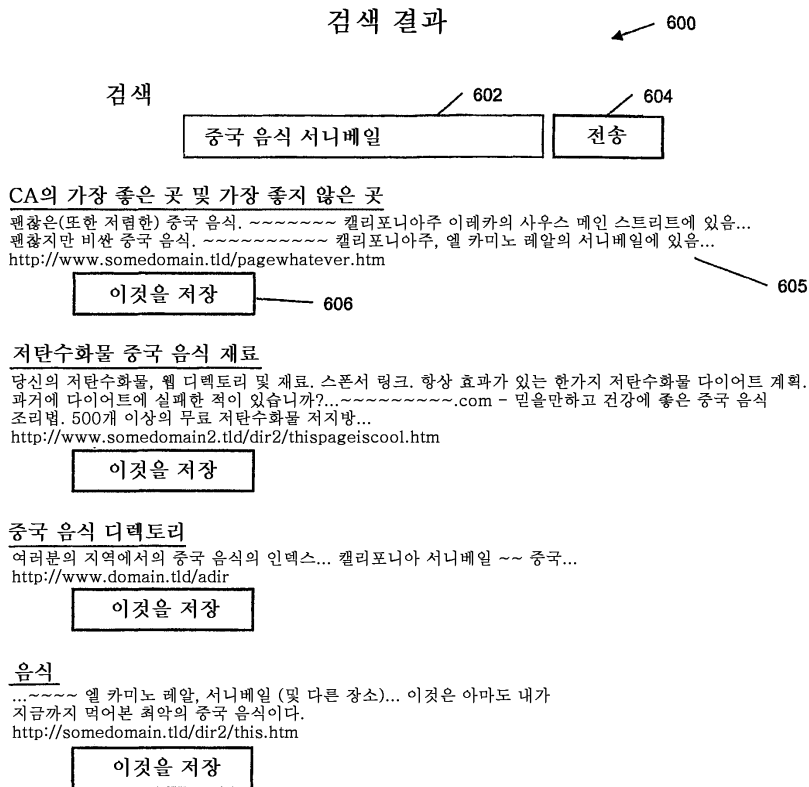 검색 결과
600
검색
602
604
중국 음식 서니베일
전송
CA의 가장 좋은 곳 및 가장 좋지 않은 곳
괜찮은(또한 저렴한) 중국 음식. ~~~~~~~ 캘리포니아주 이레카의 사우스 메인 스트리트에 있음...
괜찮지만 비싼 중국 음식. ~~~~~~~~~~ 캘리포니아주, 엘 카미노 레알의 서니베일에 있음...
http://www.somedomain.tld/pagewhatever.htm
605
이것을 저장
606
저탄수화물 중국 음식 재료
당신의 저탄수화물, 웹 디렉토리 및 재료. 스폰서 링크. 항상 효과가 있는 한가지 저탄수화물 다이어트 계획.
과거에 다이어트에 실패한 적이 있습니까?...~~~~~~~~~.com - 믿을만하고 건강에 좋은 중국 음식
조리법. 500개 이상의 무료 저탄수화물 저지방...
http://www.somedomain2.tld/dir2/thispageiscool.htm
이것을 저장
중국 음식 디렉토리
여러분의 지역에서의 중국 음식의 인덱스... 캘리포니아 서니베일 ~~ 중국...
http://www.domain.tld/adir
이것을 저장
음식
...~~~~ 엘 카미노 레알, 서니베일 (및 다른 장소)... 이것은 아마도 내가
지금까지 먹어본 최악의 중국 음식이다.
http://somedomain.tld/dir2/this.htm
이것을 저장